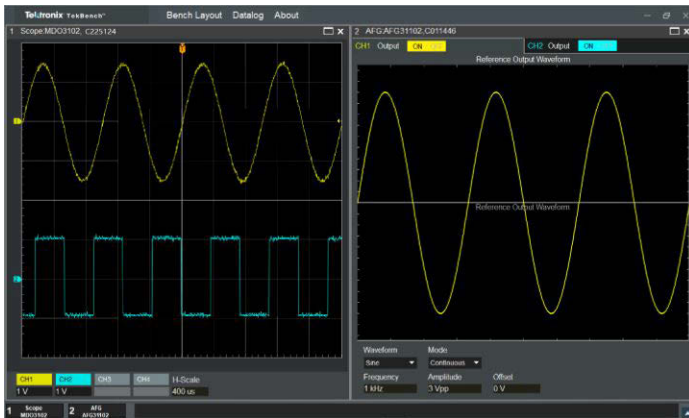 Tektronix TekBench™ Bench Layout Datalog About
1 Scope:MDO3102, C225124
2 AFG:AFG31102,C011446
CH1 Output ON
CH2 Output ON
Reference Output Waveform
Reference Output Waveform
Waveform Mode
Sine Continuous
Frequency Amplitude Offset
1 kHz 3 Vpp 0 V
CH1 CH2 CH3 CH4 H-Scale
1 V 1 V 400 us
1 Scope MDO3102 2 AFG AFG31102